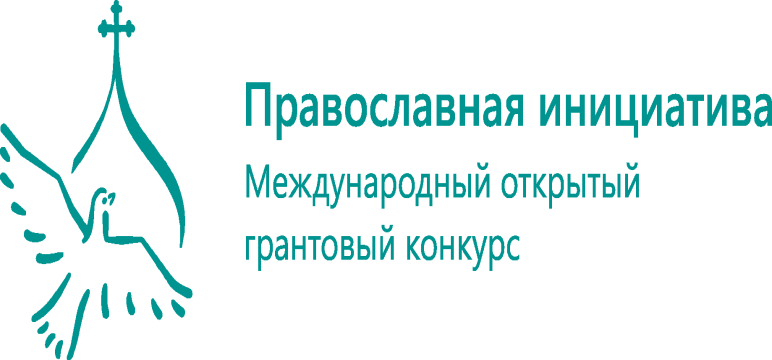 Православная инициатива
Международный открытый
грантовый конкурс